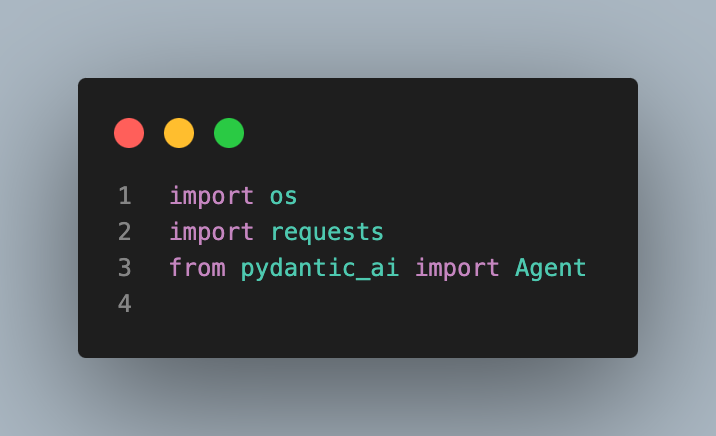 1 import os
2 import requests
3 from pydantic_ai import Agent
4